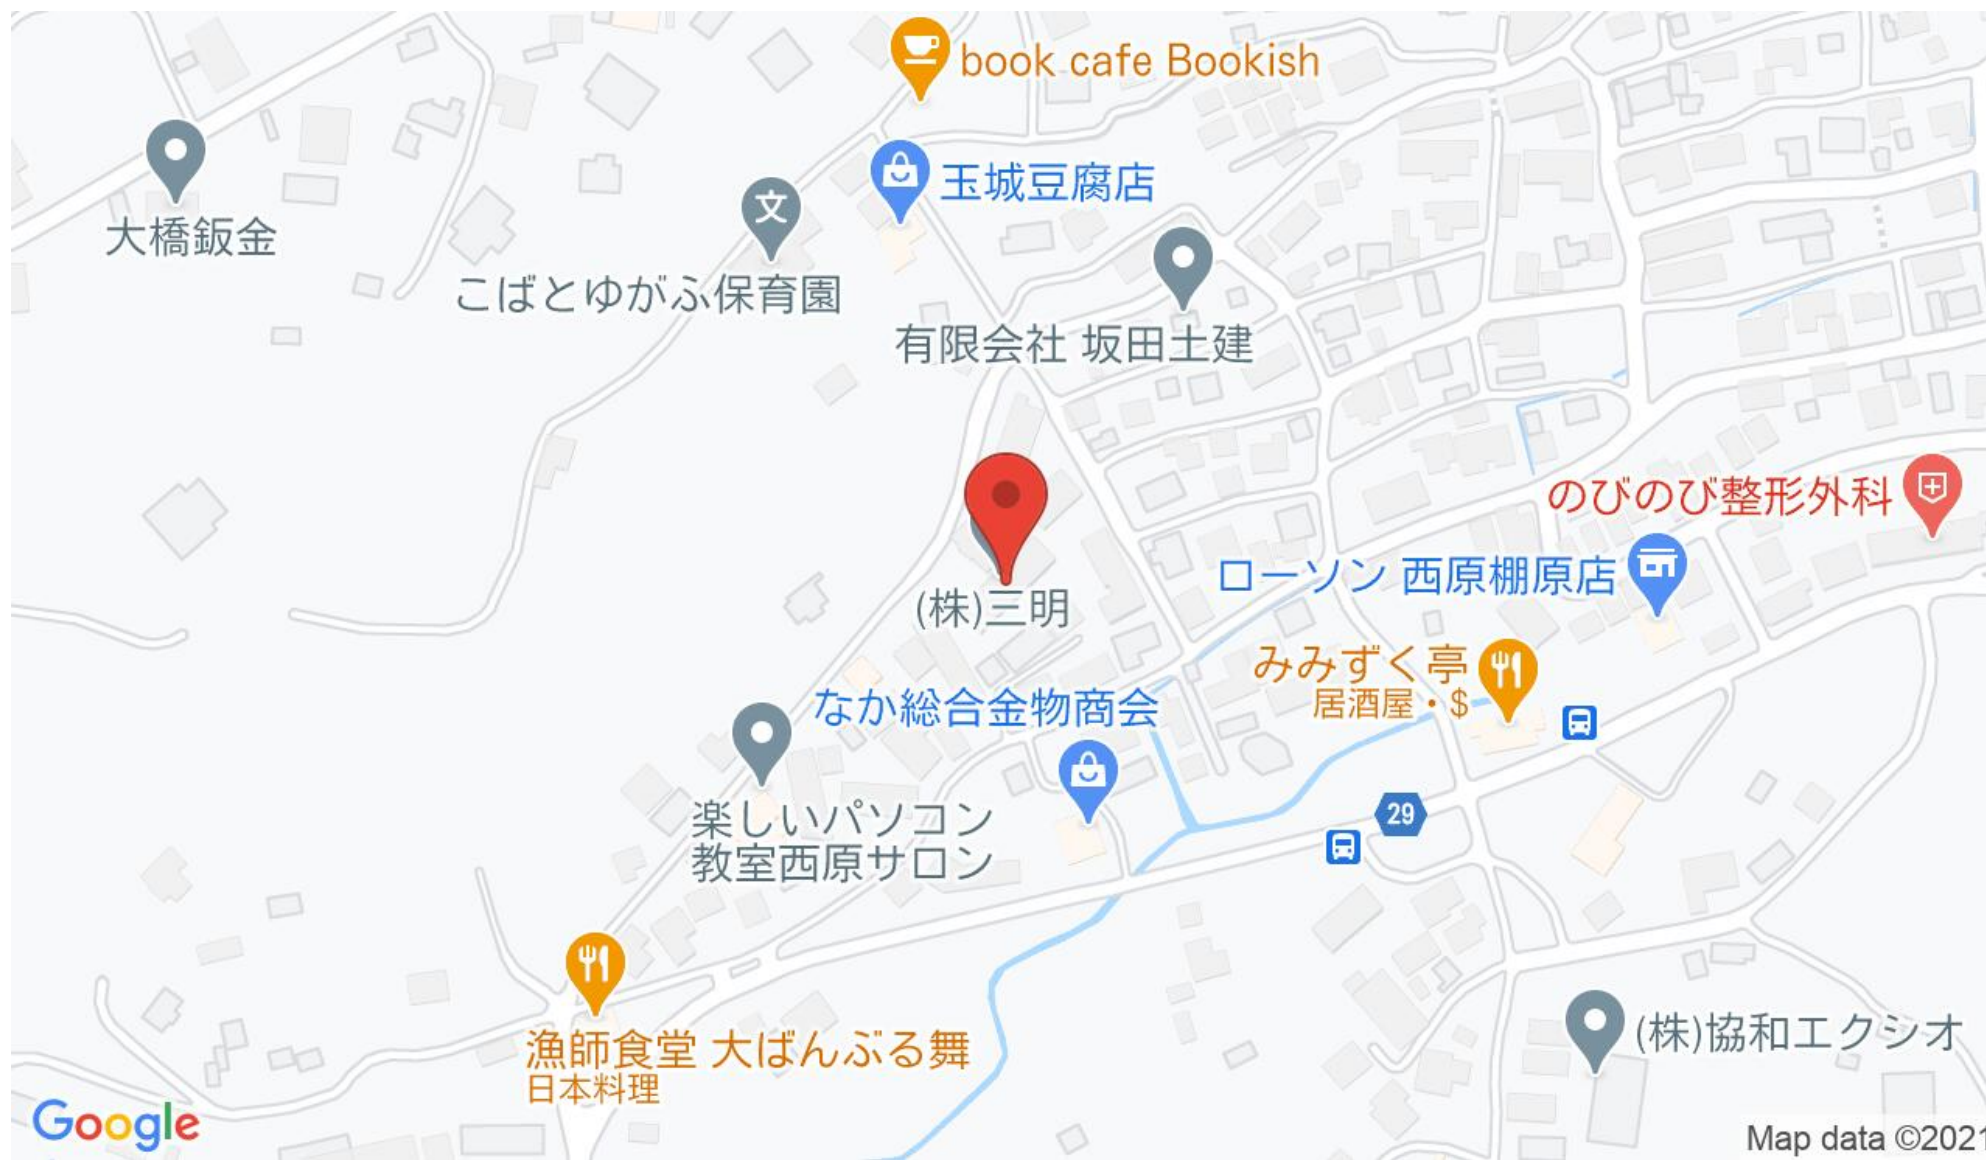 book cafe Bookish
大橋鈑金
文
玉城豆腐店
こばとゆがふ保育園
有限会社 坂田土建
のびのび整形外科
ローソン 西原棚原店
(株)三明
みみずく亭
居酒屋・$
なか総合金物商会
楽しいパソコン
教室西原サロン
29
漁師食堂 大ばんぶる舞
日本料理
(株)協和エクシオ
Google
Map data ©2021